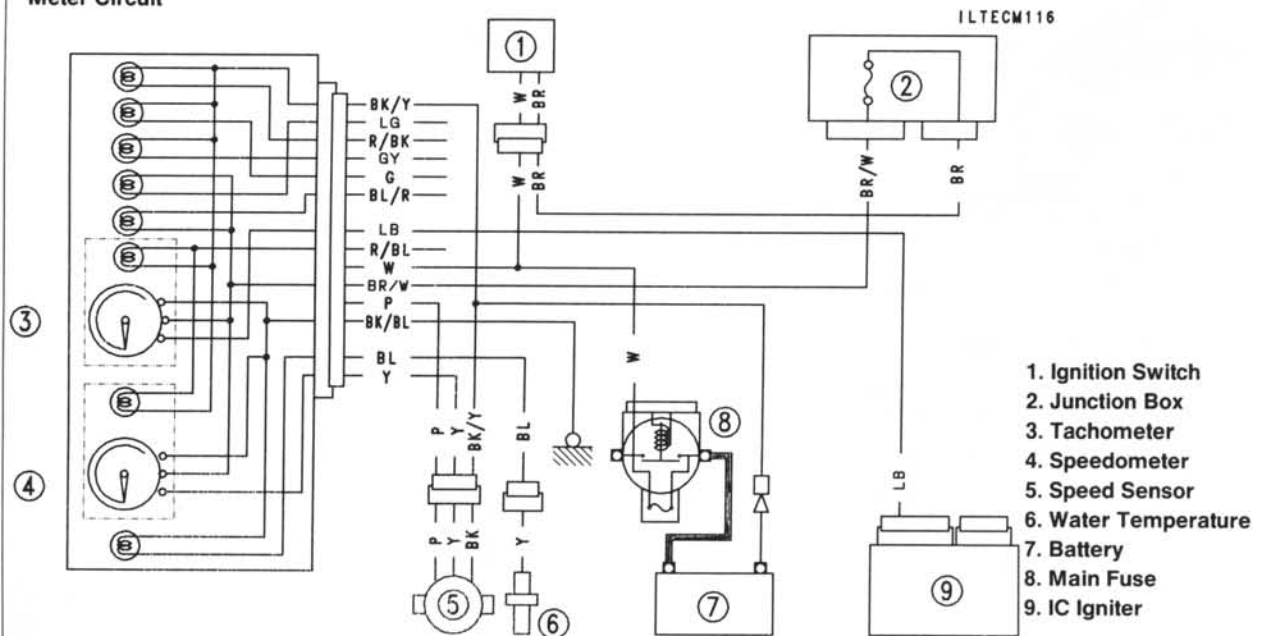 Meter Circuit
ILTECM116
1
2
W
BR
W
BR
BK/Y
LG
R/BK
GY
G
BL/R
LB
R/BL
W
BR/W
P
BK/BL
BL
Y
BR/W
BR
3
4
W
LB
P
Y
BK/Y
BL
P
Y
BK
Y
5
6
7
8
9
1. Ignition Switch
2. Junction Box
3. Tachometer
4. Speedometer
5. Speed Sensor
6. Water Temperature
7. Battery
8. Main Fuse
9. IC Igniter